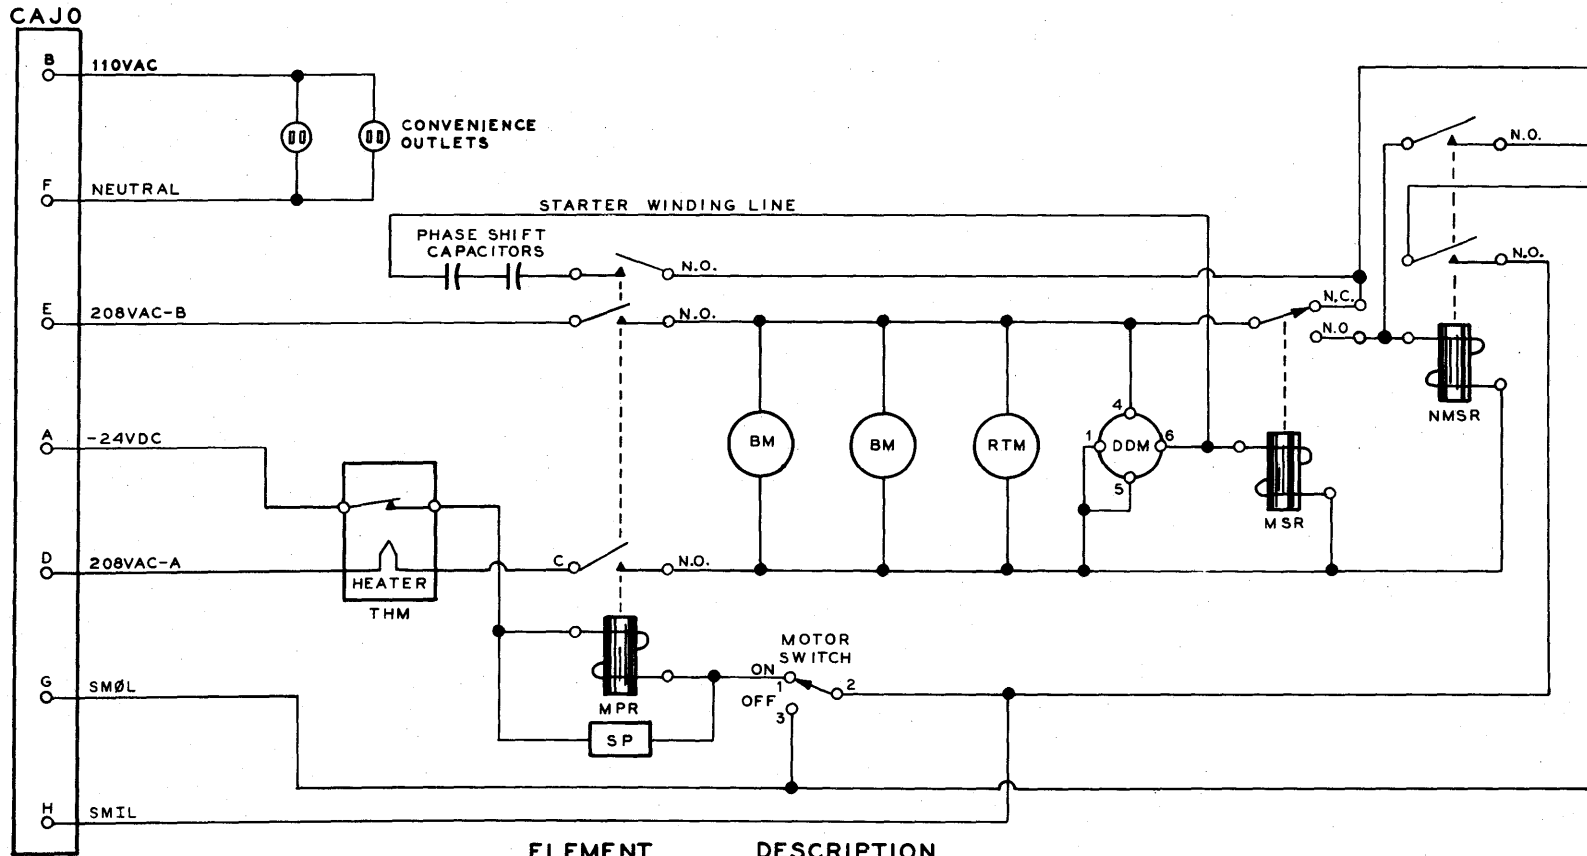 CAJO
B 110VAC
CONVENIENCE
OUTLETS
N.O.
F NEUTRAL
STARTER WINDING LINE
PHASE SHIFT
CAPACITORS
N.O.
N.O.
E 208VAC-B
N.O.
N.C.
N.O
4
NMSR
A -24VDC
BM
BM
RTM
1 DDM 6
5
MSR
D 208VAC-A
C
N.O.
HEATER
THM
MOTOR
SWITCH
ON
1
2
G SMØL
MPR
OFF
3
SP
H SMIL
ELEMENT DESCRIPTION